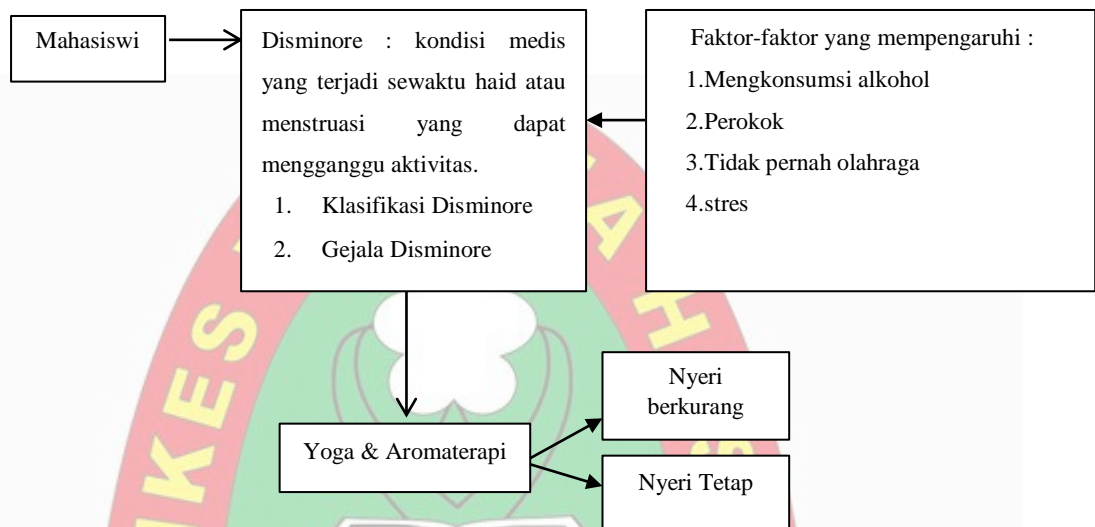 Mahasiswi
Disminore : kondisi medis
yang terjadi sewaktu haid atau
menstruasi yang dapat
mengganggu aktivitas.
1. Klasifikasi Disminore
2. Gejala Disminore
Faktor-faktor yang mempengaruhi :
1.Mengkonsumsi alkohol
2.Perokok
3.Tidak pernah olahraga
4.stres
Yoga & Aromaterapi
Nyeri
berkurang
Nyeri Tetap
IKES
A H